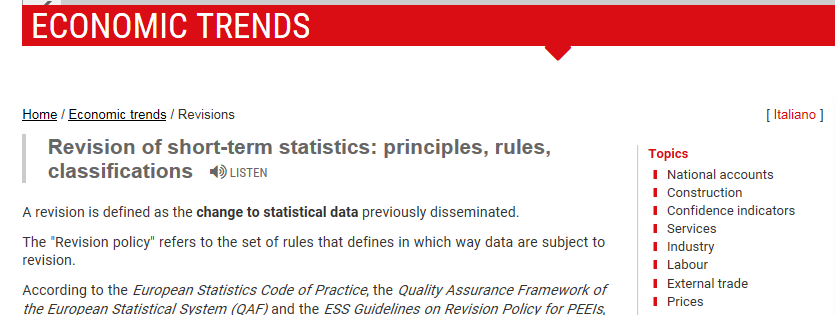 ECONOMIC TRENDS
Home / Economic trends / Revisions
[ Italiano ]
Revision of short-term statistics: principles, rules,
classifications LISTEN
A revision is defined as the change to statistical data previously disseminated.
The "Revision policy" refers to the set of rules that defines in which way data are subject to
revision.
According to the European Statistics Code of Practice, the Quality Assurance Framework of
the European Statistical System (QAF) and the ESS Guidelines on Revision Policy for PEEIs,
Topics
National accounts
Construction
Confidence indicators
Services
Industry
Labour
External trade
Prices